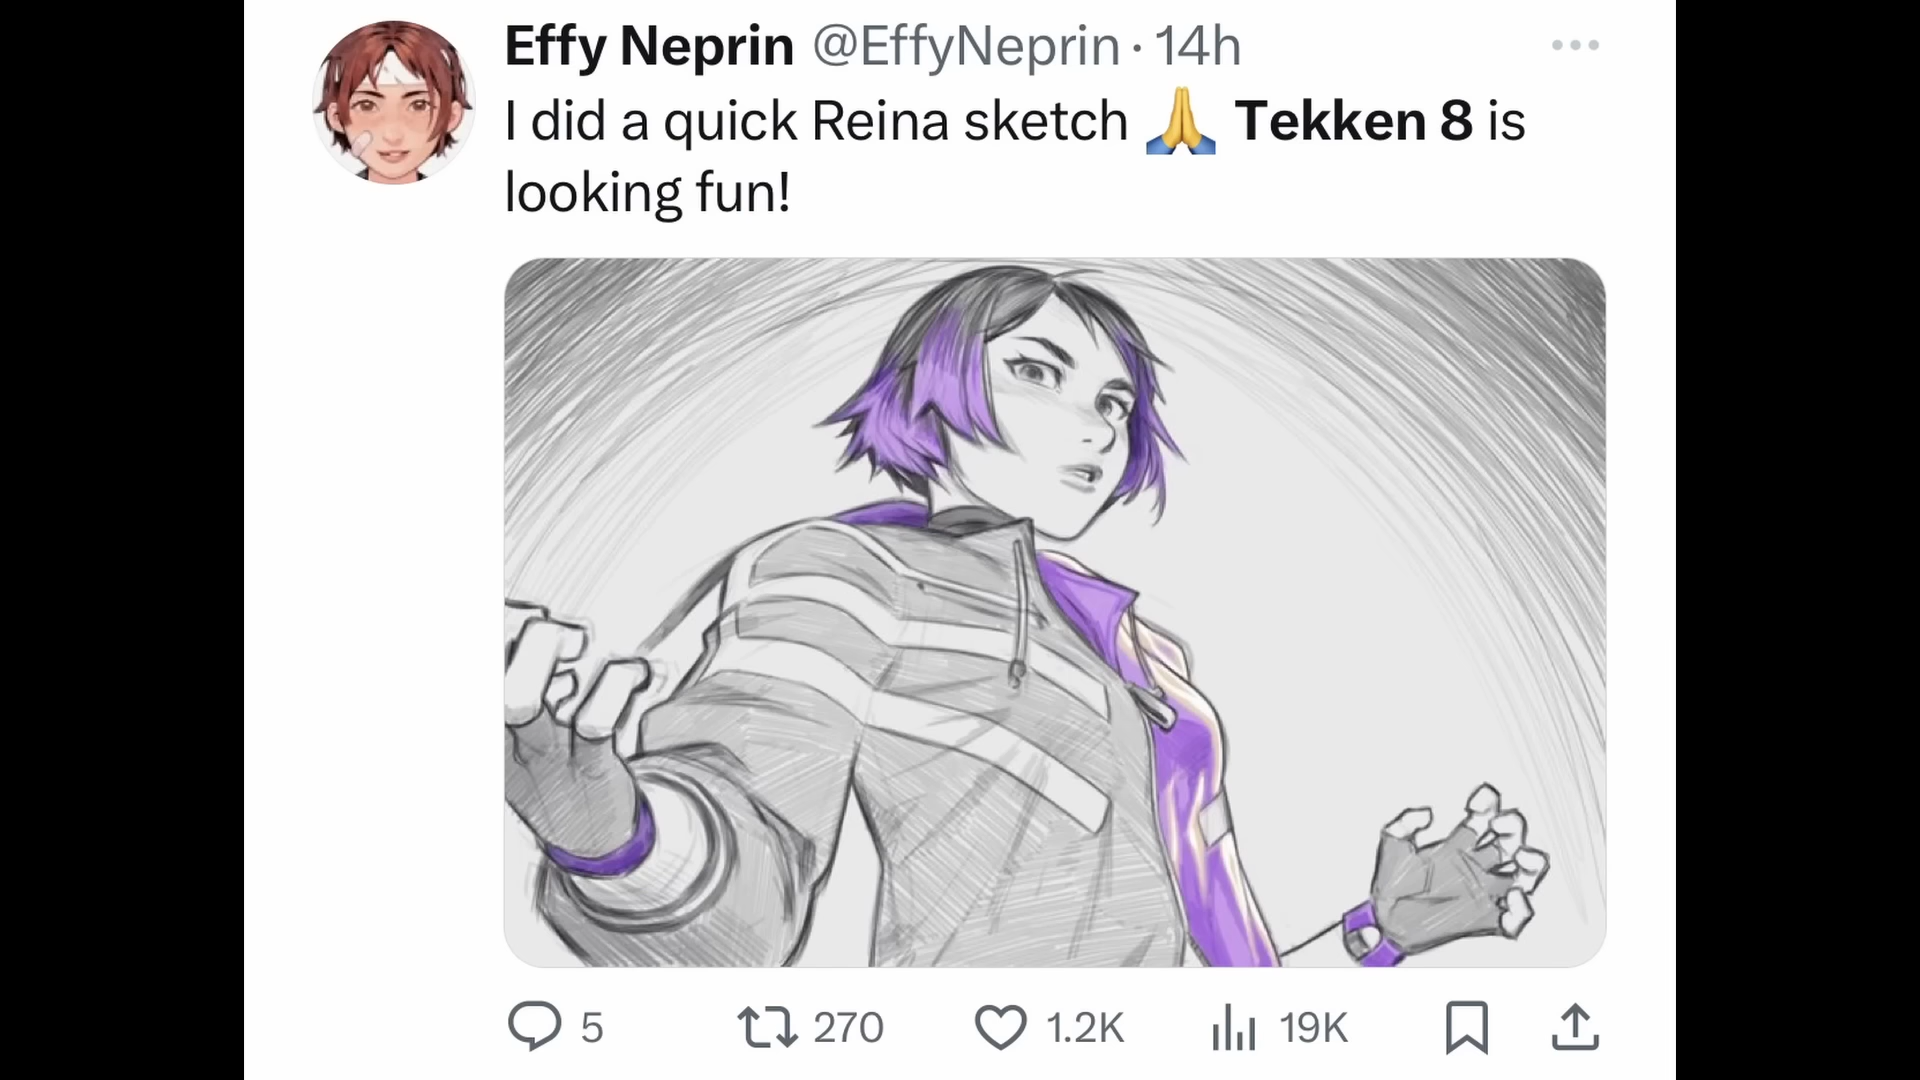 Effy Neprin @EffyNeprin · 14h
I did a quick Reina sketch 🙏 Tekken 8 is
looking fun!
5 270 1.2K 19K